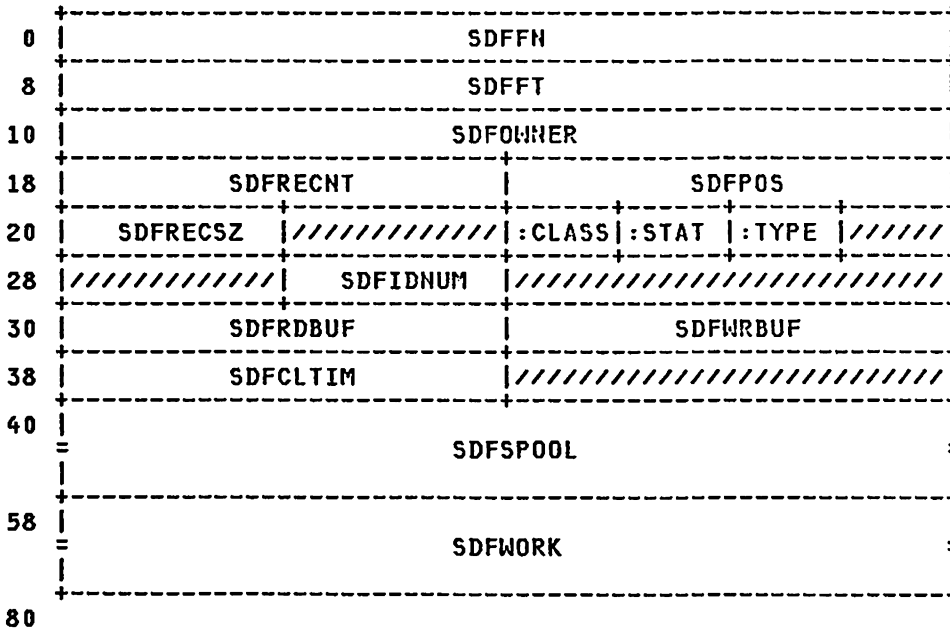 0 | SDFFN
8 | SDFFT
10 | SDFOWNER
18 | SDFRECNT | SDFPOS
20 | SDFRECSZ |/////////////|:CLASS|:STAT |:TYPE |//////
28 |/////////////| SDFIDNUM |//////////////////////////
30 | SDFRDBUF | SDFWRBUF
38 | SDFCLTIM |//////////////////////////
40 |
= SDFSPOOL =
58 |
= SDFWORK =
80